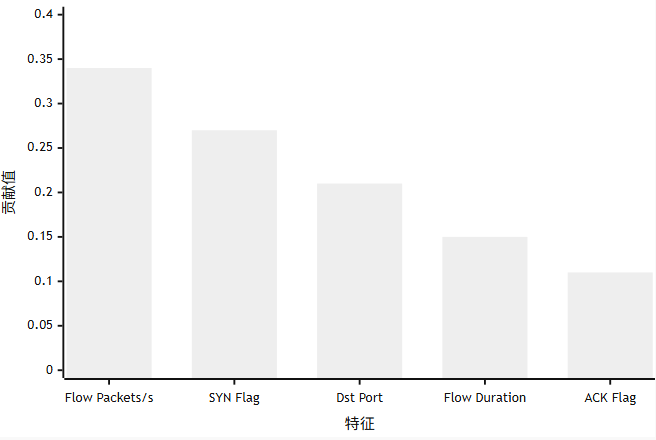 0.4
0.35
0.3
0.25
0.2
0.15
0.1
0.05
0
贡献值
Flow Packets/s
SYN Flag
Dst Port
Flow Duration
ACK Flag
特征